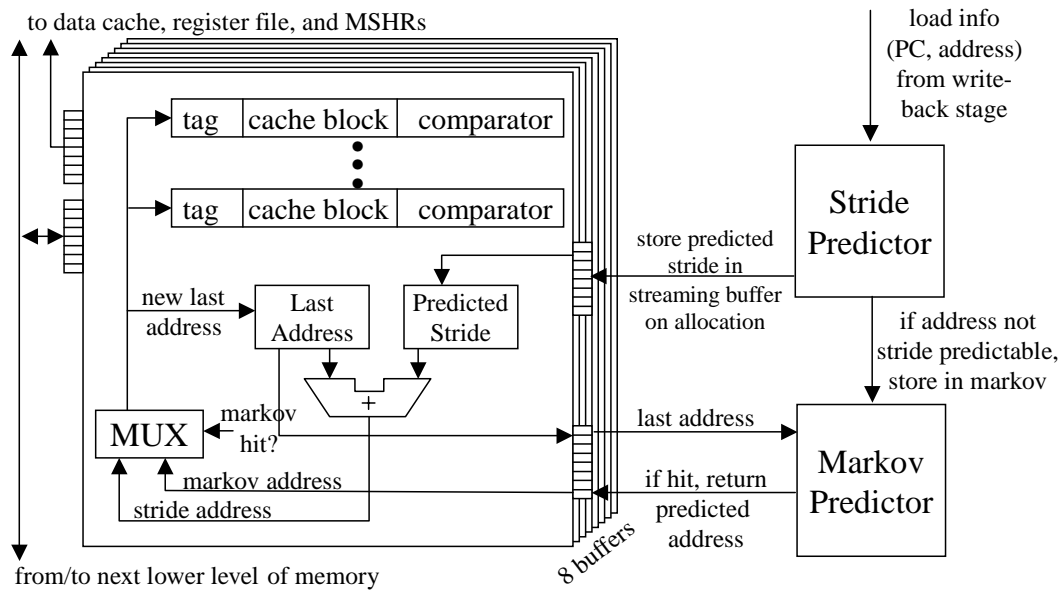 to data cache, register file, and MSHRs
load info
(PC, address)
from write-
back stage
tag cache block comparator
tag cache block comparator
Stride
Predictor
store predicted
stride in
streaming buffer
on allocation
new last
address
Last
Address
Predicted
Stride
if address not
stride predictable,
store in markov
+
MUX
markov
hit?
last address
Markov
Predictor
markov address
stride address
if hit, return
predicted
address
8 buffers
from/to next lower level of memory